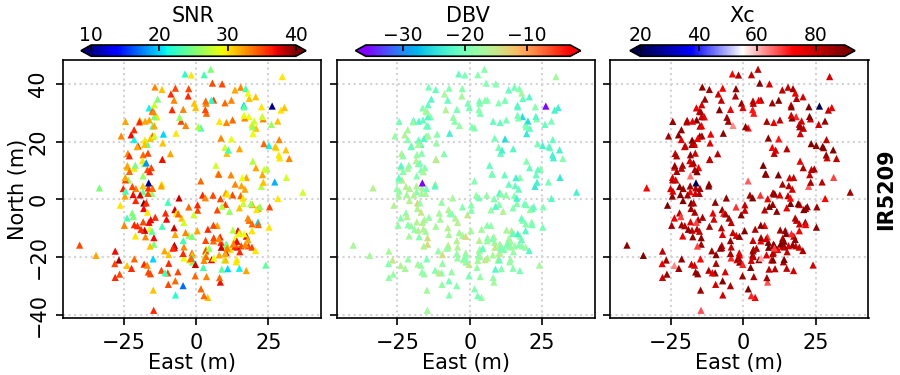 SNR DBV Xc
10 20 30 40 −30 −20 −10 20 40 60 80
40
20
0
−20
−40
North (m)
−25 0 25 −25 0 25 −25 0 25
East (m) East (m) East (m)
IR5209